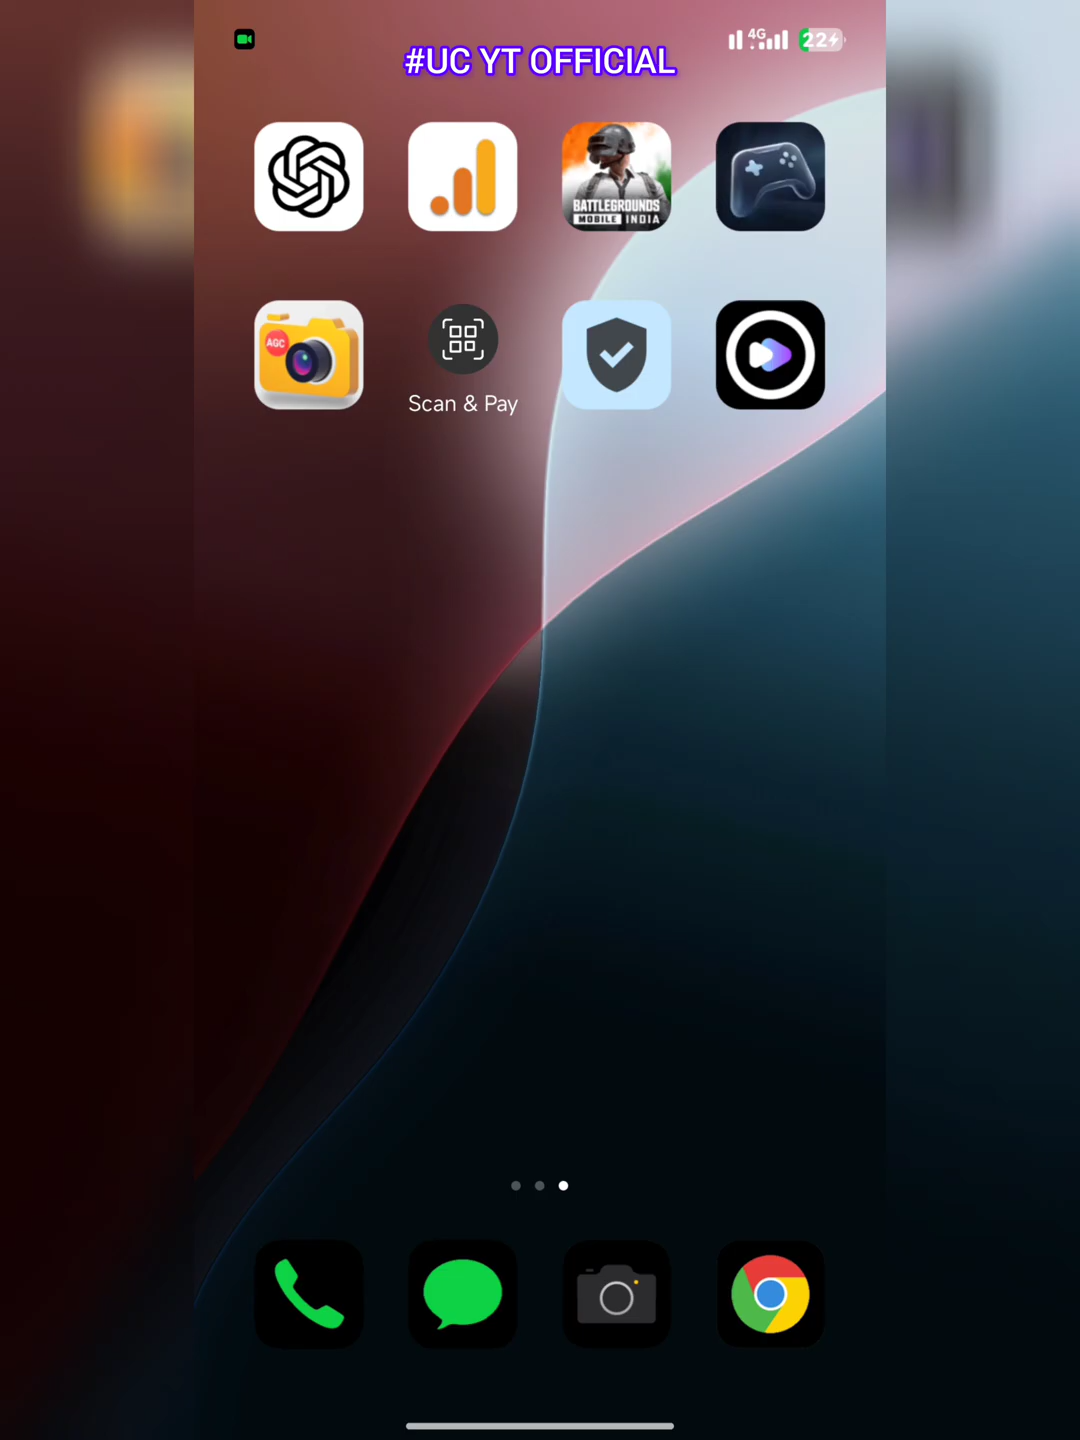 4G
22
#UC YT OFFICIAL
BATTLEGROUNDS
MOBILE INDIA
AGC
Scan & Pay